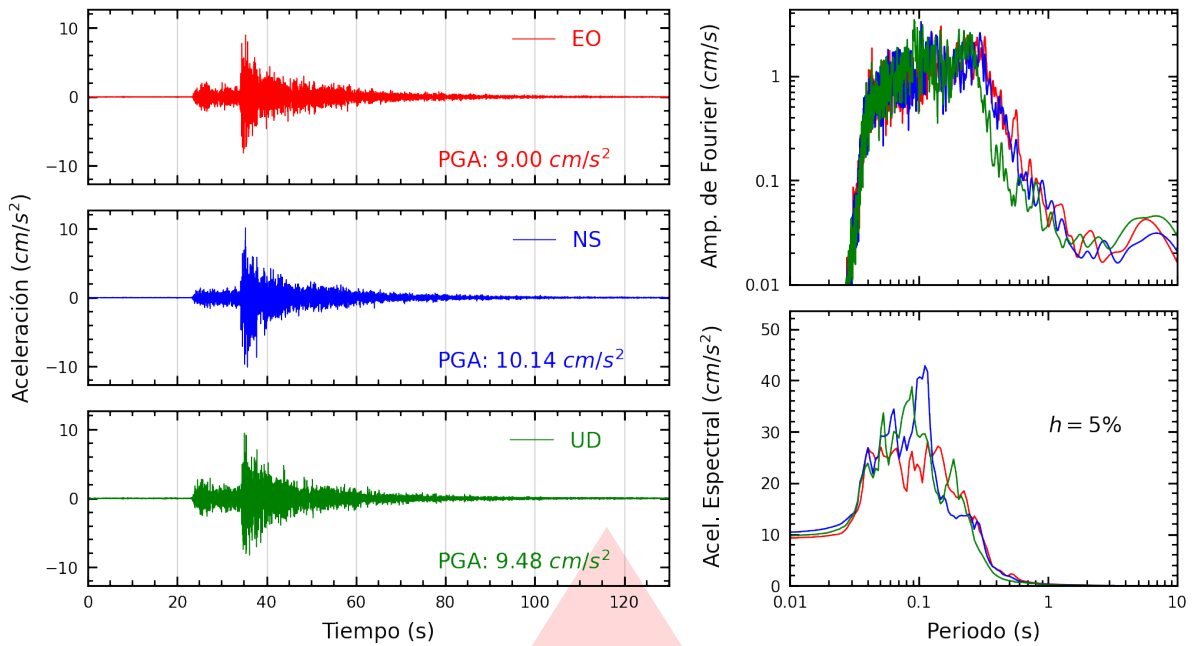 Aceleración (cm/s²)
10
0
−10
EO
PGA: 9.00 cm/s²
10
0
−10
NS
PGA: 10.14 cm/s²
10
0
−10
UD
PGA: 9.48 cm/s²
0 20 40 60 80 100 120
Tiempo (s)
Amp. de Fourier (cm/s)
1
0.1
0.01
Acel. Espectral (cm/s²)
50
40
30
20
10
0
h = 5%
0.01 0.1 1 10
Periodo (s)